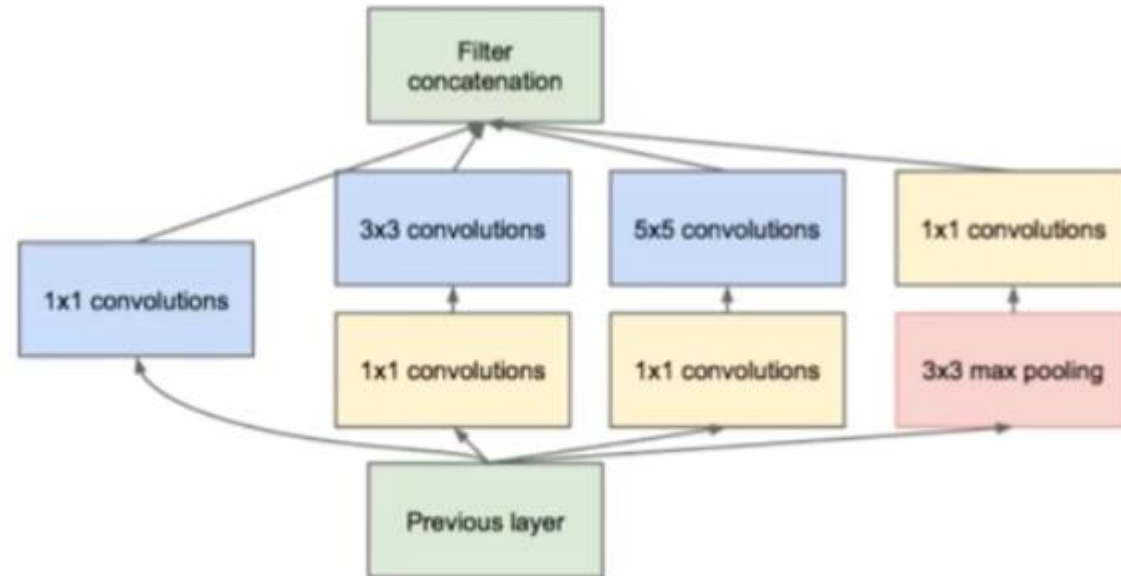 Filter
concatenation
3x3 convolutions
5x5 convolutions
1x1 convolutions
1x1 convolutions
1x1 convolutions
1x1 convolutions
3x3 max pooling
Previous layer